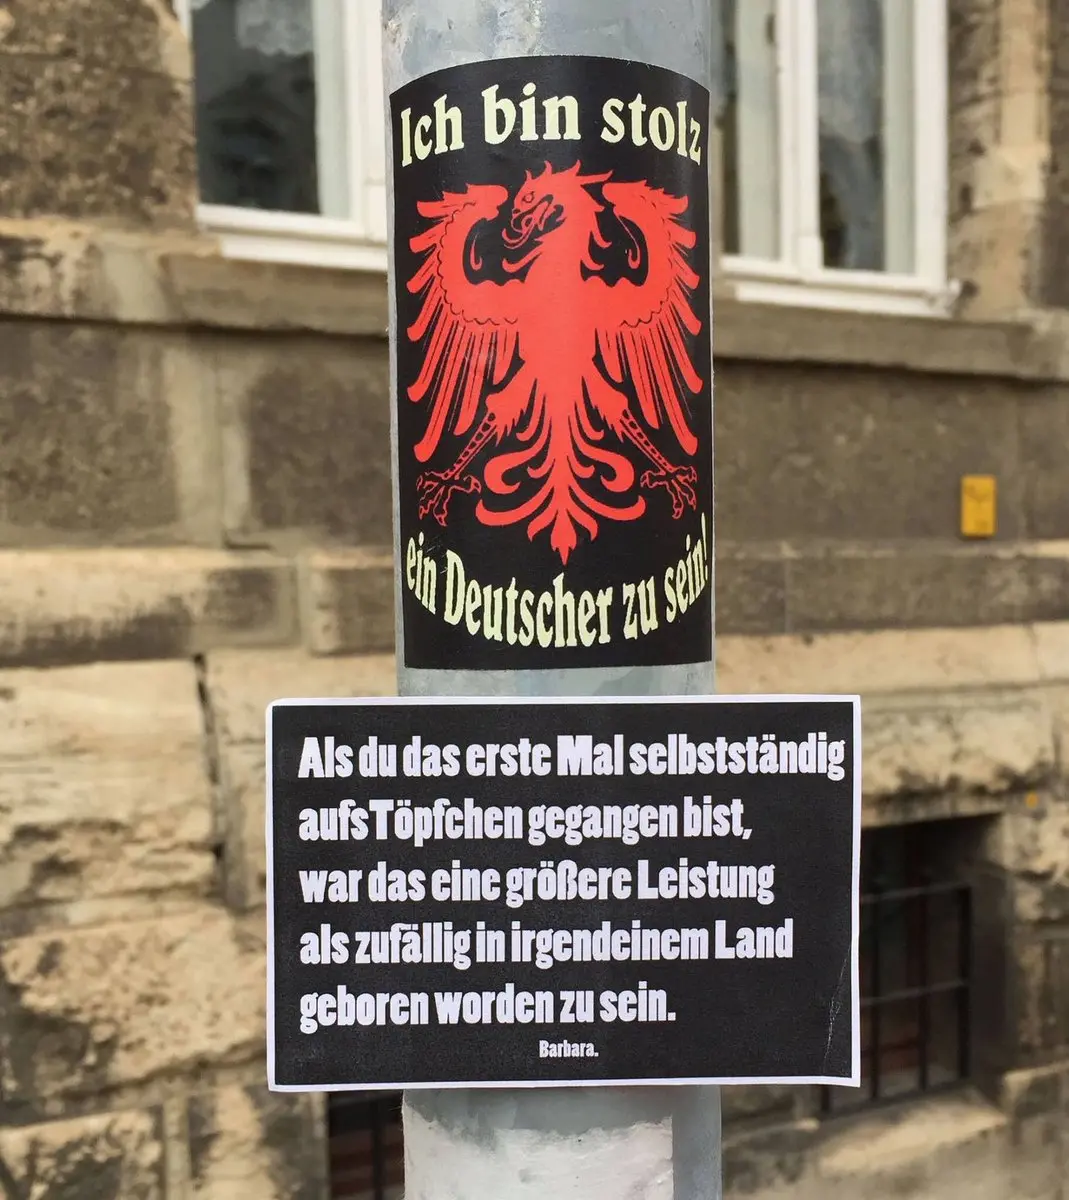 Ich bin stolz
ein Deutscher zu sein!
Als du das erste Mal selbstständig
aufs Töpfchen gegangen bist,
war das eine größere Leistung
als zufällig in irgendeinem Land
geboren worden zu sein.
Barbara.